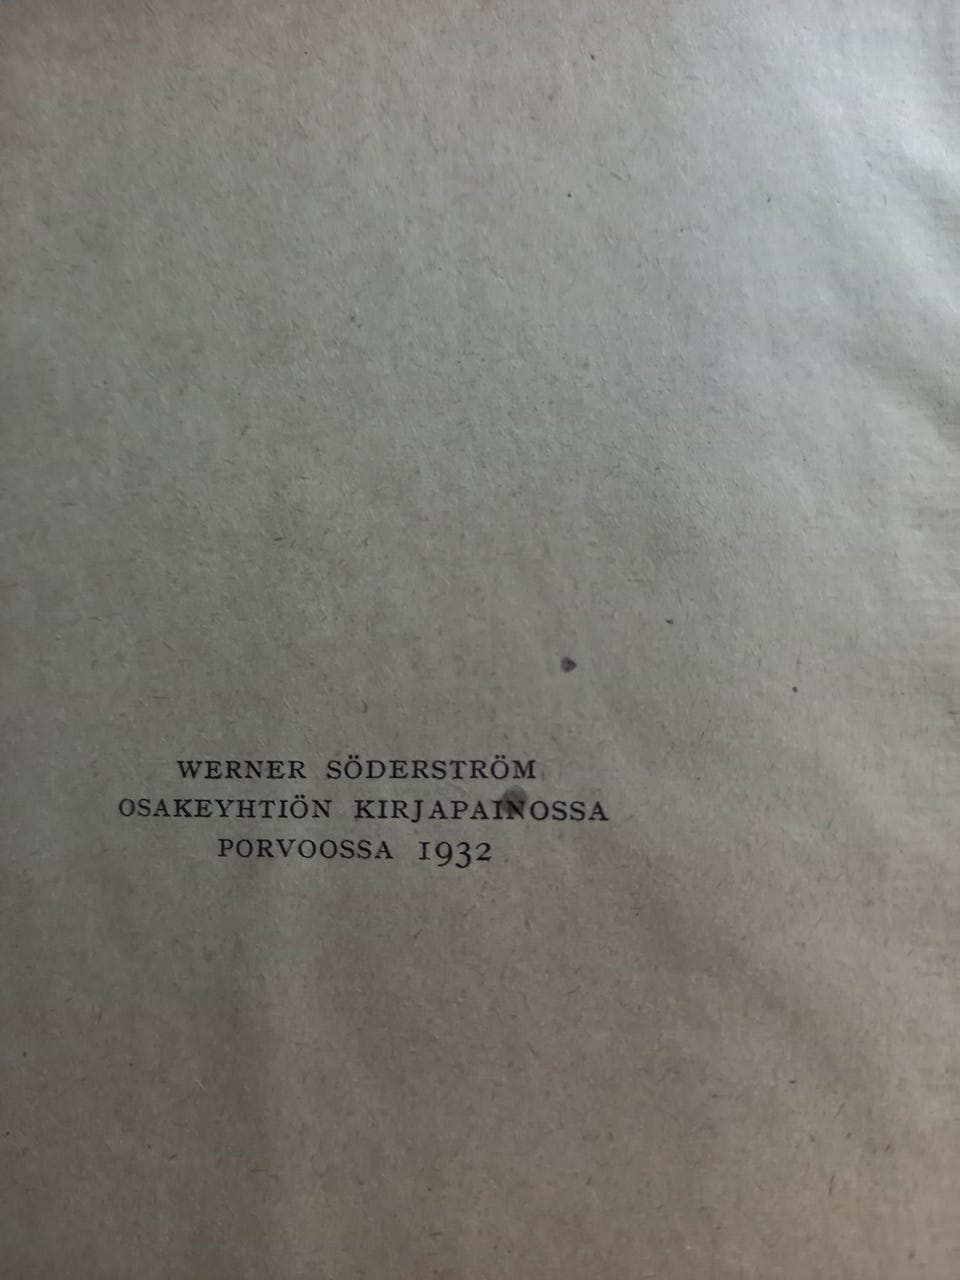 WERNER SÖDERSTRÖM
OSAKEYHTIÖN KIRJAPAINOSSA
PORVOOSSA 1932